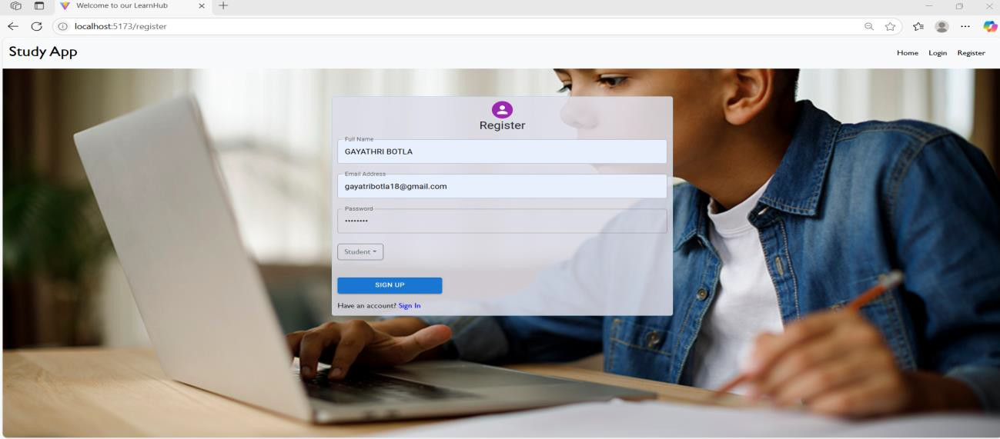 Welcome to our LearnHub
localhost:5173/register
Study App
Home Login Register
Register
Full Name
GAYATHRI BOTLA
Email Address
gayatribotla18@gmail.com
Password
••••••••
Student
SIGN UP
Have an account? Sign In